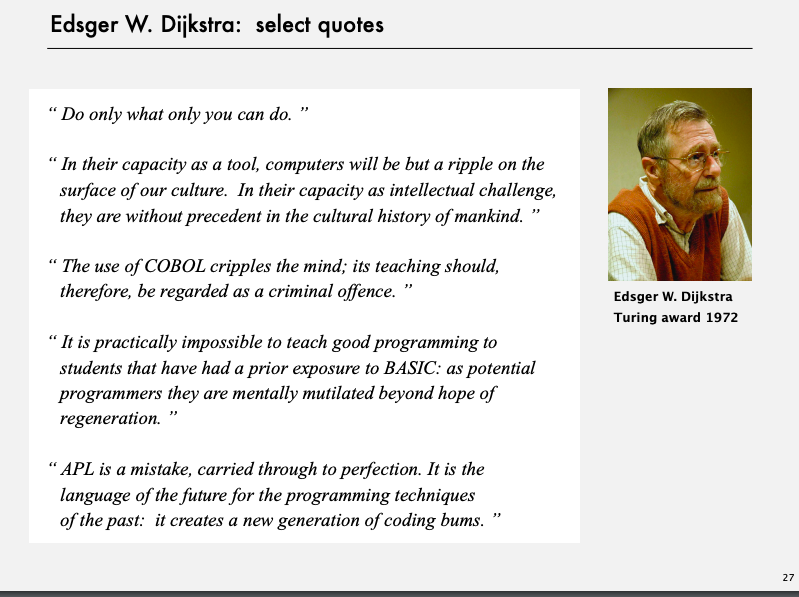 Edsger W. Dijkstra: select quotes
“ Do only what only you can do. ”
“ In their capacity as a tool, computers will be but a ripple on the
surface of our culture. In their capacity as intellectual challenge,
they are without precedent in the cultural history of mankind. ”
“ The use of COBOL cripples the mind; its teaching should,
therefore, be regarded as a criminal offence. ”
“ It is practically impossible to teach good programming to
students that have had a prior exposure to BASIC: as potential
programmers they are mentally mutilated beyond hope of
regeneration. ”
“ APL is a mistake, carried through to perfection. It is the
language of the future for the programming techniques
of the past: it creates a new generation of coding bums. ”
Edsger W. Dijkstra
Turing award 1972
27